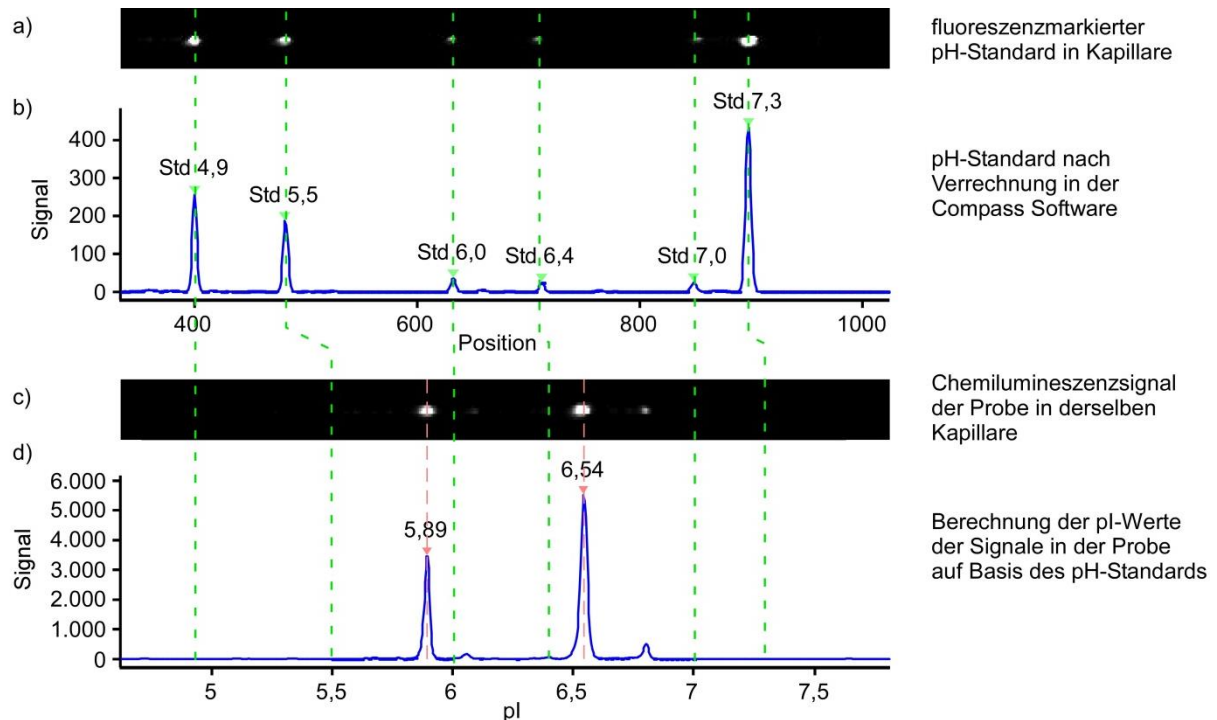 a)
fluoreszenzmarkierter
pH-Standard in Kapillare
b)
Signal
400
300
200
100
0
Std 4,9
Std 5,5
Std 6,0
Std 6,4
Std 7,0
Std 7,3
400
600
800
1000
Position
pH-Standard nach
Verrechnung in der
Compass Software
c)
Chemilumineszenzsignal
der Probe in derselben
Kapillare
d)
Signal
6.000
5.000
4.000
3.000
2.000
1.000
0
5,89
6,54
5
5,5
6
6,5
7
7,5
pI
Berechnung der pI-Werte
der Signale in der Probe
auf Basis des pH-Standards